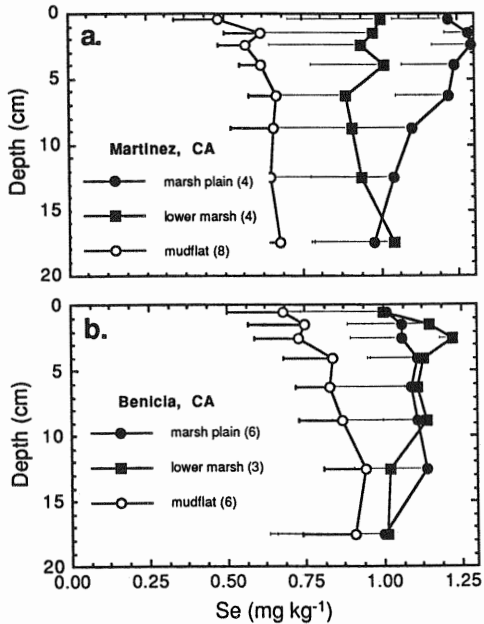 0
a.
5
Depth (cm)
10
Martinez, CA
marsh plain (4)
15
lower marsh (4)
mudflat (8)
20
0
b.
5
Depth (cm)
Benicia, CA
10
marsh plain (6)
lower marsh (3)
15
mudflat (6)
20
0.00 0.25 0.50 0.75 1.00 1.25
Se (mg kg-1)